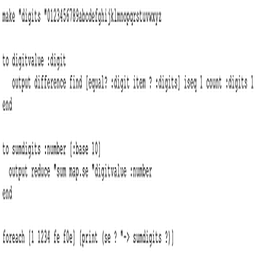 make "digits "0123456789abcdefghijklmnopqrstuvwxyz
to digitvalue :digit
output difference find [equal? :digit item ? :digits] iseq 1 count :digits 1
end
to sumdigits :number [:base 10]
output reduce "sum map.se "digitvalue :number
end
foreach [1 1234 fe f0e) [print (se ? "-> sumdigits ?)]